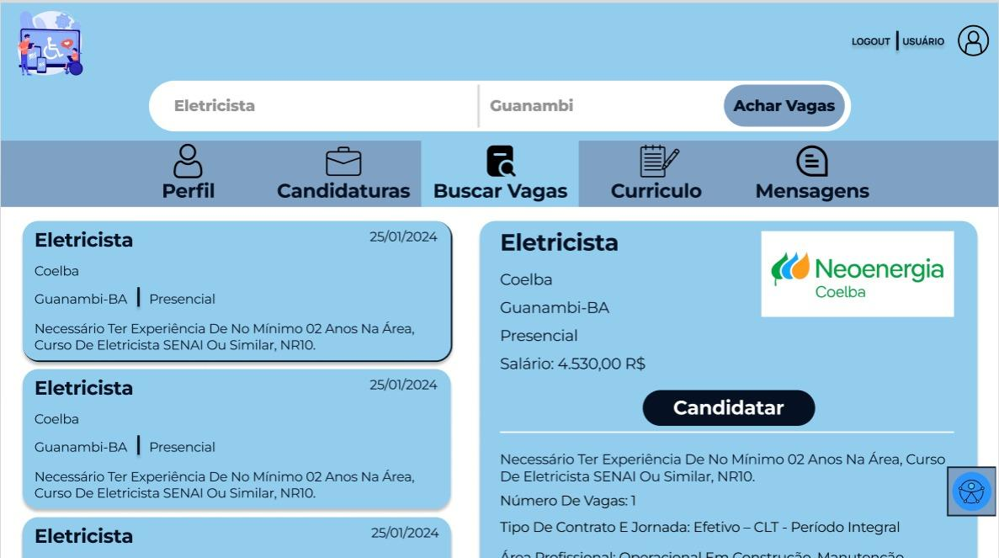 LOGOUT USUÁRIO
Eletricista Guanambi Achar Vagas
Perfil Candidaturas Buscar Vagas Curriculo Mensagens
Eletricista 25/01/2024
Coelba
Guanambi-BA Presencial
Necessário Ter Experiência De No Mínimo 02 Anos Na Área,
Curso De Eletricista SENAI Ou Similar, NR10.
Eletricista 25/01/2024
Coelba
Guanambi-BA Presencial
Necessário Ter Experiência De No Mínimo 02 Anos Na Área,
Curso De Eletricista SENAI Ou Similar, NR10.
Eletricista 25/01/2024
Eletricista
Neoenergia
Coelba
Coelba
Guanambi-BA
Presencial
Salário: 4.530,00 R$
Candidatar
Necessário Ter Experiência De No Mínimo 02 Anos Na Área, Curso
De Eletricista SENAI Ou Similar, NR10.
Número De Vagas: 1
Tipo De Contrato E Jornada: Efetivo – CLT - Período Integral
Área Profissional: Operacional Em Construção, Manutenção